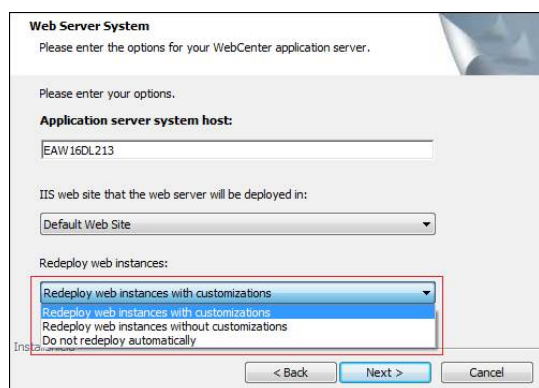 Web Server System
Please enter the options for your WebCenter application server.
Please enter your options.
Application server system host:
EAW16DL213
IIS web site that the web server will be deployed in:
Default Web Site
Redeploy web instances:
Redeploy web instances with customizations
Redeploy web instances with customizations
Redeploy web instances without customizations
Do not redeploy automatically
< Back
Next >
Cancel